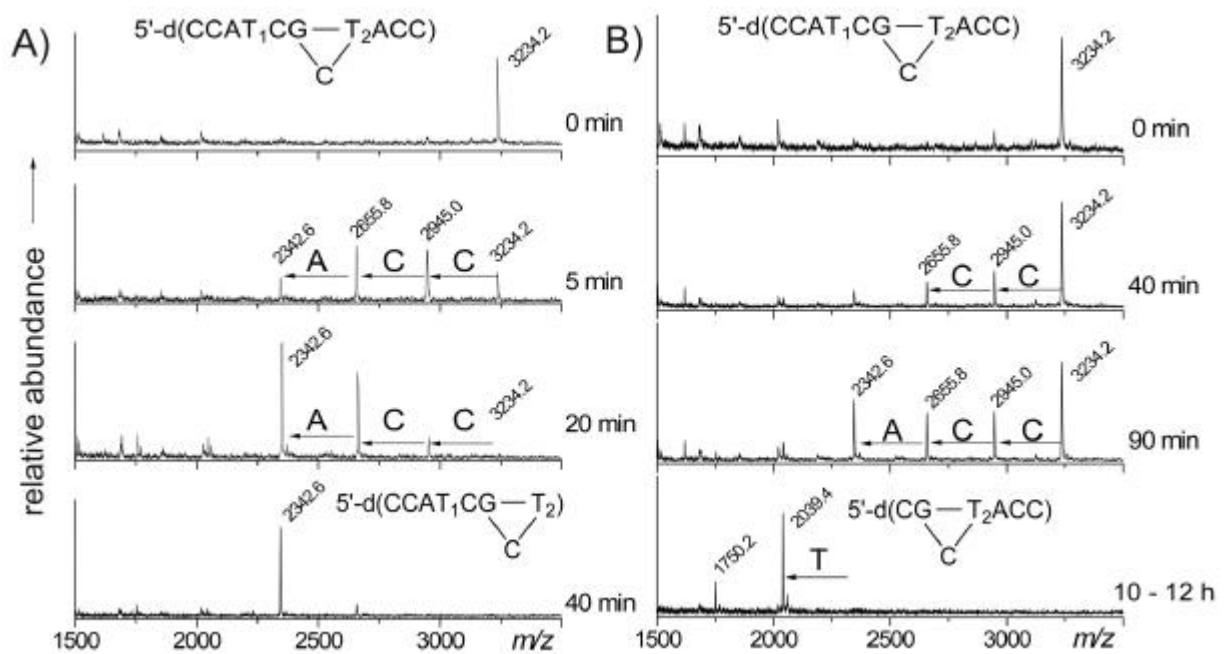 A)
5'-d(CCAT₁CG — T₂ACC)
C
3234.2
0 min
relative abundance
2342.6 2655.8 2945.0 3234.2
A C C
5 min
2342.6 3234.2
A C C
20 min
2342.6
5'-d(CCAT₁CG — T₂)
C
40 min
1500 2000 2500 3000 m/z
B)
5'-d(CCAT₁CG — T₂ACC)
C
3234.2
0 min
2655.8 2945.0 3234.2
C C
40 min
2342.6 2655.8 2945.0 3234.2
A C C
90 min
1750.2 2039.4
T
5'-d(CG — T₂ACC)
C
10 - 12 h
1500 2000 2500 3000 m/z